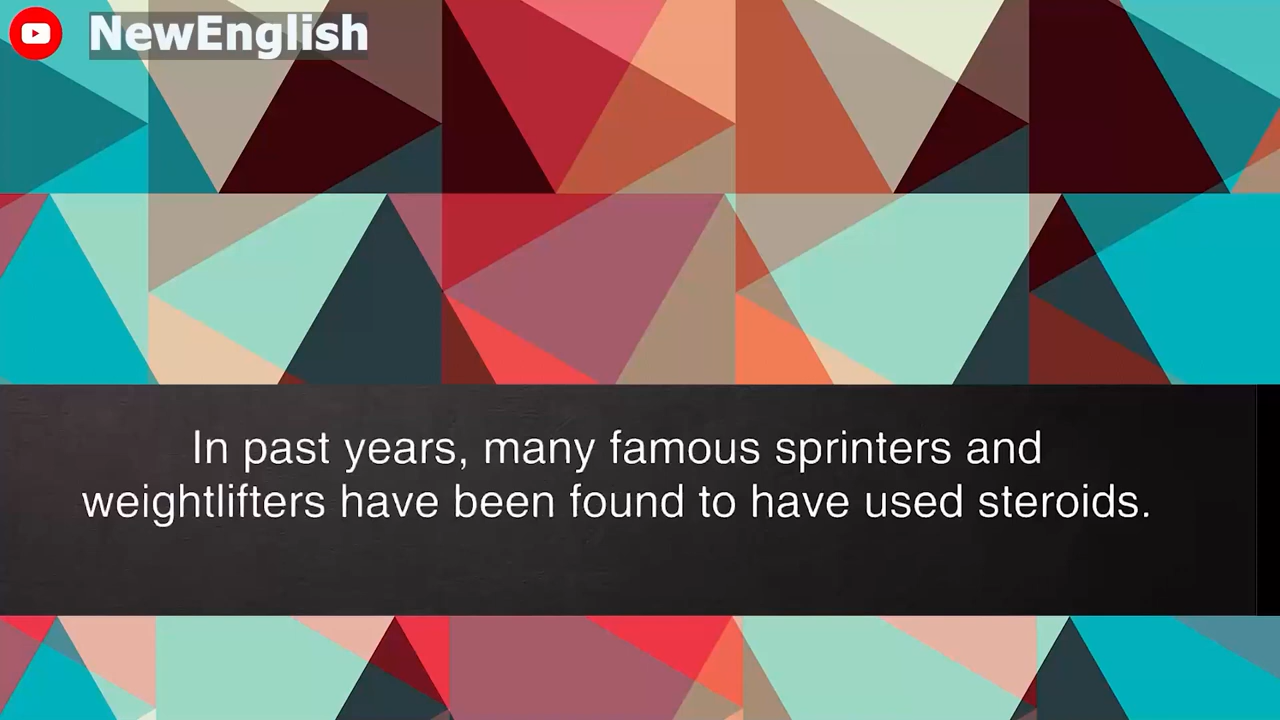 NewEnglish
In past years, many famous sprinters and
weightlifters have been found to have used steroids.